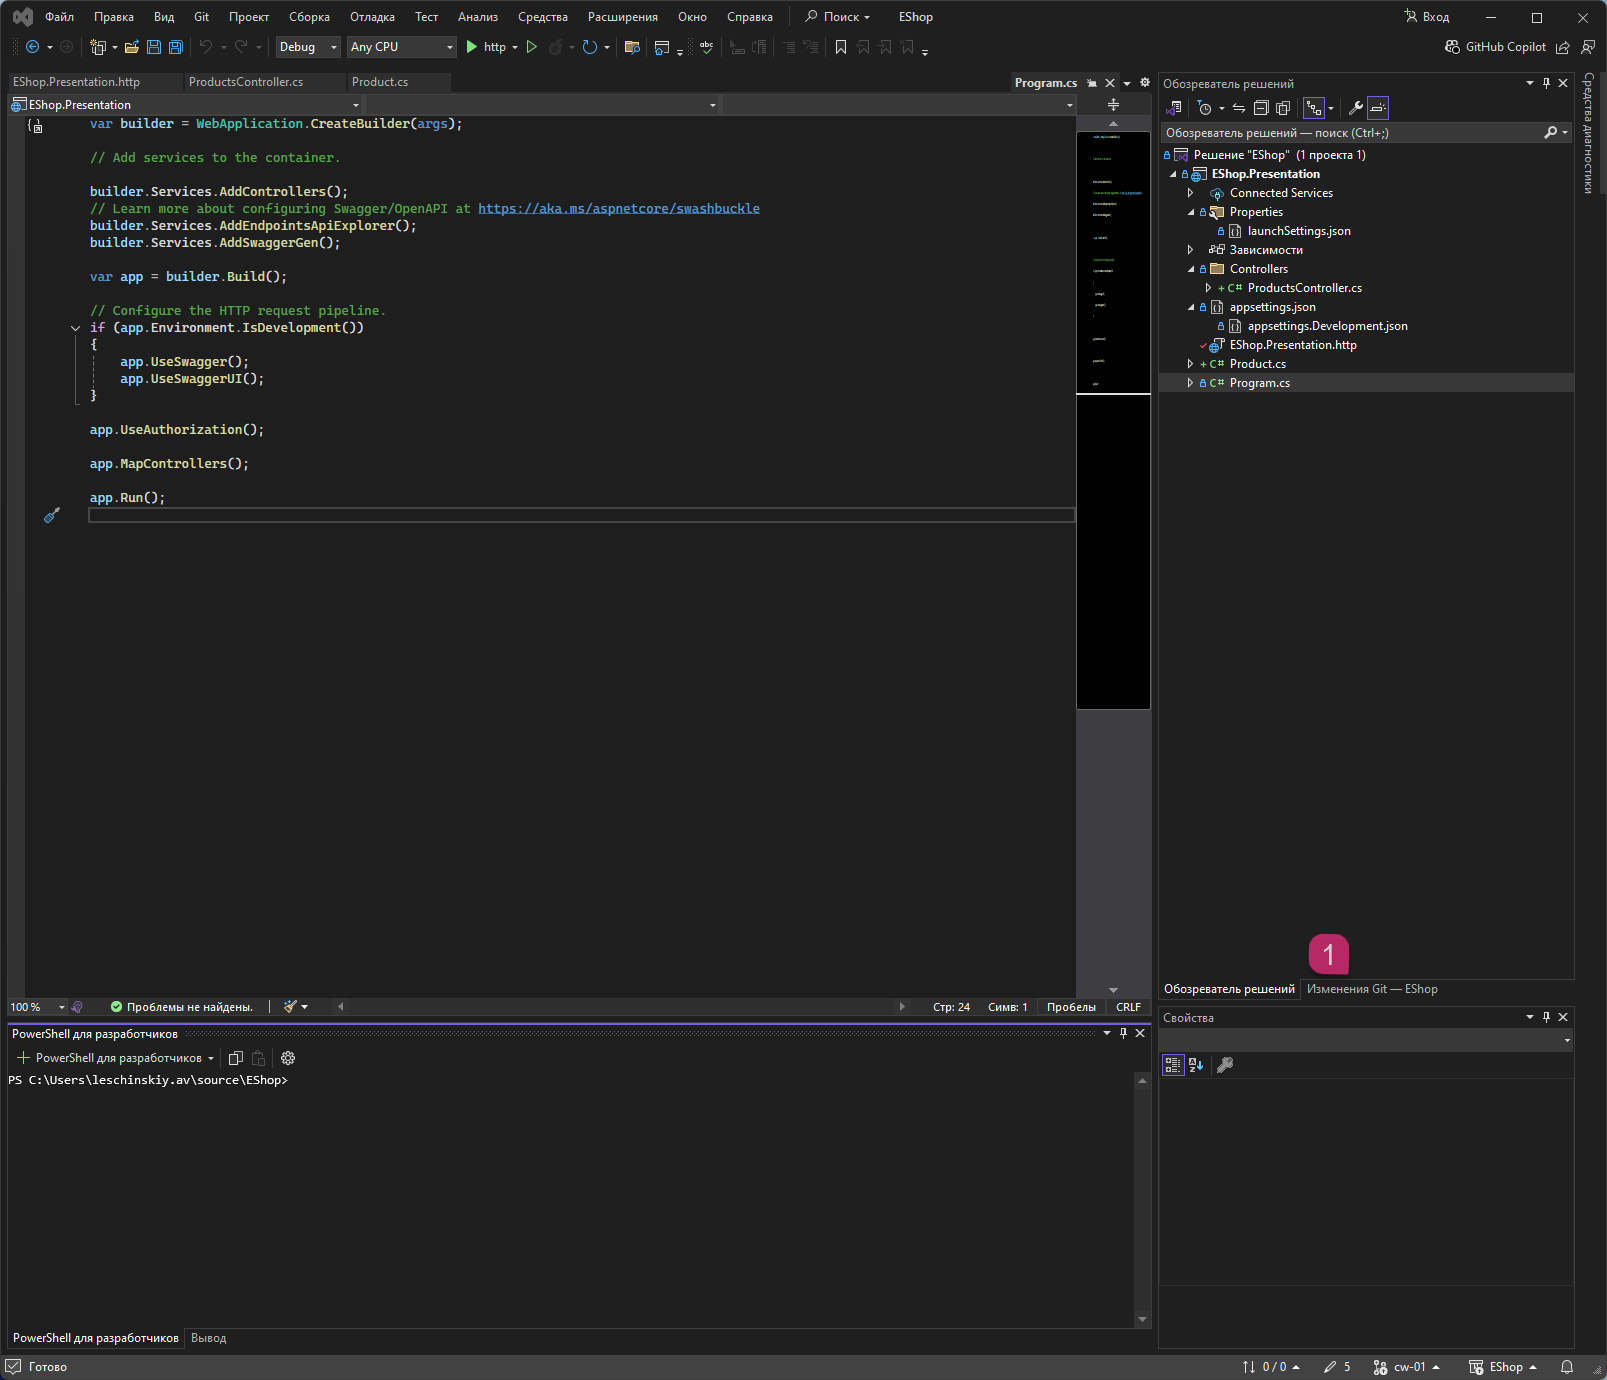 Файл Правка Вид Git Проект Сборка Отладка Тест Анализ Средства Расширения Окно Справка Поиск EShop Вход
Debug Any CPU http GitHub Copilot
EShop.Presentation.http ProductsController.cs Product.cs Program.cs
EShop.Presentation
var builder = WebApplication.CreateBuilder(args);
// Add services to the container.
builder.Services.AddControllers();
// Learn more about configuring Swagger/OpenAPI at https://aka.ms/aspnetcore/swashbuckle
builder.Services.AddEndpointsApiExplorer();
builder.Services.AddSwaggerGen();
var app = builder.Build();
// Configure the HTTP request pipeline.
if (app.Environment.IsDevelopment())
{
app.UseSwagger();
app.UseSwaggerUI();
}
app.UseAuthorization();
app.MapControllers();
app.Run();
100 % Проблемы не найдены. Стр: 24 Симв: 1 Пробелы CRLF
PowerShell для разработчиков
PowerShell для разработчиков
PS C:\Users\leschinskiy.av\source\EShop>
PowerShell для разработчиков Вывод
Обозреватель решений
Обозреватель решений — поиск (Ctrl+;)
Решение "EShop" (1 проекта 1)
EShop.Presentation
Connected Services
Properties
launchSettings.json
Зависимости
Controllers
C# ProductsController.cs
appsettings.json
appsettings.Development.json
EShop.Presentation.http
C# Product.cs
C# Program.cs
1
Обозреватель решений Изменения Git — EShop
Свойства
Средства диагностики
Готово 0 / 0 5 cw-01 EShop